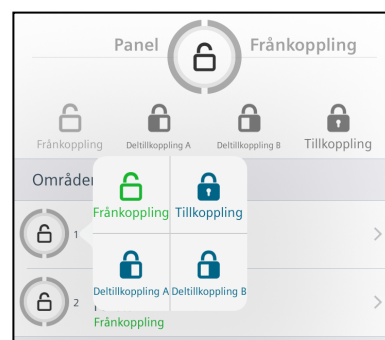 Panel Frånkoppling
Frånkoppling Deltillkoppling A Deltillkoppling B Tillkoppling
Områden
Frånkoppling Tillkoppling
1
Deltillkoppling A Deltillkoppling B
2
Frånkoppling